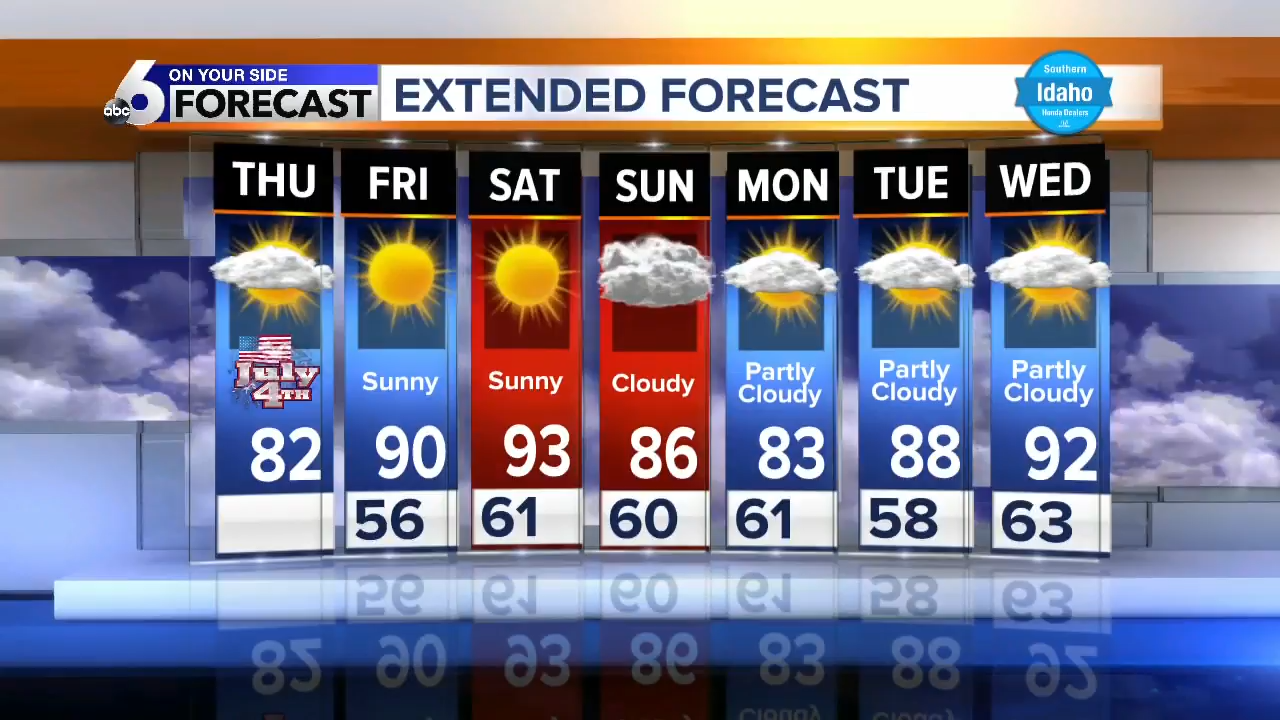 ON YOUR SIDE
abc 6 FORECAST
EXTENDED FORECAST
Southern
Idaho
Honda Dealers
THU FRI SAT SUN MON TUE WED
July
4TH
Sunny Sunny Cloudy Partly Cloudy Partly Cloudy Partly Cloudy
82 90 93 86 83 88 92
56 61 60 61 58 63